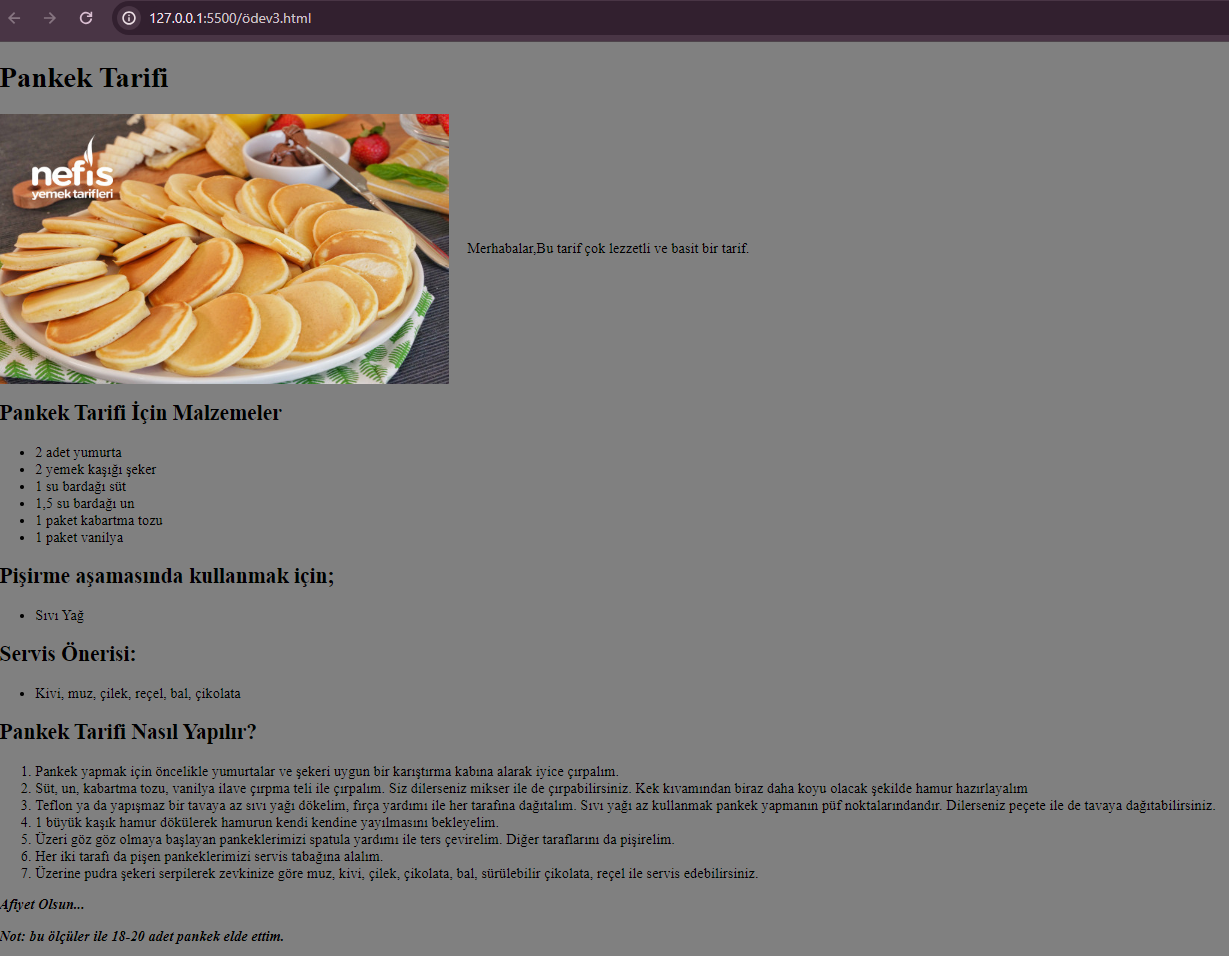 127.0.0.1:5500/ödev3.html
Pankek Tarifi
nefis
yemek tarifleri
Merhabalar,Bu tarif çok lezzetli ve basit bir tarif.
Pankek Tarifi İçin Malzemeler
• 2 adet yumurta
• 2 yemek kaşığı şeker
• 1 su bardağı süt
• 1,5 su bardağı un
• 1 paket kabartma tozu
• 1 paket vanilya
Pişirme aşamasında kullanmak için;
• Sıvı Yağ
Servis Önerisi:
• Kivi, muz, çilek, reçel, bal, çikolata
Pankek Tarifi Nasıl Yapılır?
1. Pankek yapmak için öncelikle yumurtalar ve şekeri uygun bir karıştırma kabına alarak iyice çırpalım.
2. Süt, un, kabartma tozu, vanilya ilave çırpma teli ile çırpalım. Siz dilerseniz mikser ile de çırpabilirsiniz. Kek kıvamından biraz daha koyu olacak şekilde hamur hazırlayalım
3. Teflon ya da yapışmaz bir tavaya az sıvı yağı dökelim, fırça yardımı ile her tarafına dağıtalım. Sıvı yağı az kullanmak pankek yapmanın püf noktalarındandır. Dilerseniz peçete ile de tavaya dağıtabilirsiniz.
4. 1 büyük kaşık hamur dökülerek hamurun kendi kendine yayılmasını bekleyelim.
5. Üzeri göz göz olmaya başlayan pankeklerimizi spatula yardımı ile ters çevirelim. Diğer taraflarını da pişirelim.
6. Her iki tarafı da pişen pankeklerimizi servis tabağına alalım.
7. Üzerine pudra şekeri serpilerek zevkinize göre muz, kivi, çilek, çikolata, bal, sürülebilir çikolata, reçel ile servis edebilirsiniz.
Afiyet Olsun...
Not: bu ölçüler ile 18-20 adet pankek elde ettim.